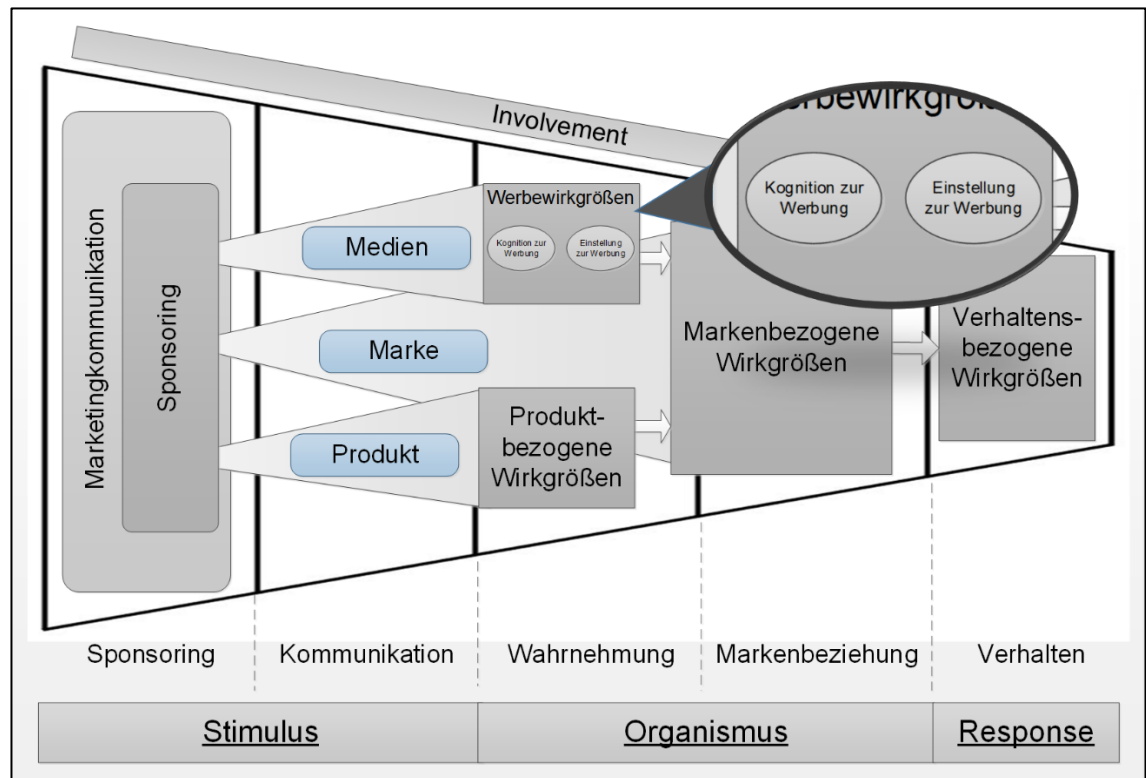 Involvement
Marketingkommunikation
Sponsoring
Medien
Marke
Produkt
Werbewirkgrößen
Kognition zur
Werbung
Einstellung
zur Werbung
Produkt-
bezogene
Wirkgrößen
erbewirkgröß
Kognition zur
Werbung
Einstellung
zur Werbung
Markenbezogene
Wirkgrößen
Verhaltens-
bezogene
Wirkgrößen
Sponsoring
Kommunikation
Wahrnehmung
Markenbeziehung
Verhalten
Stimulus
Organismus
Response